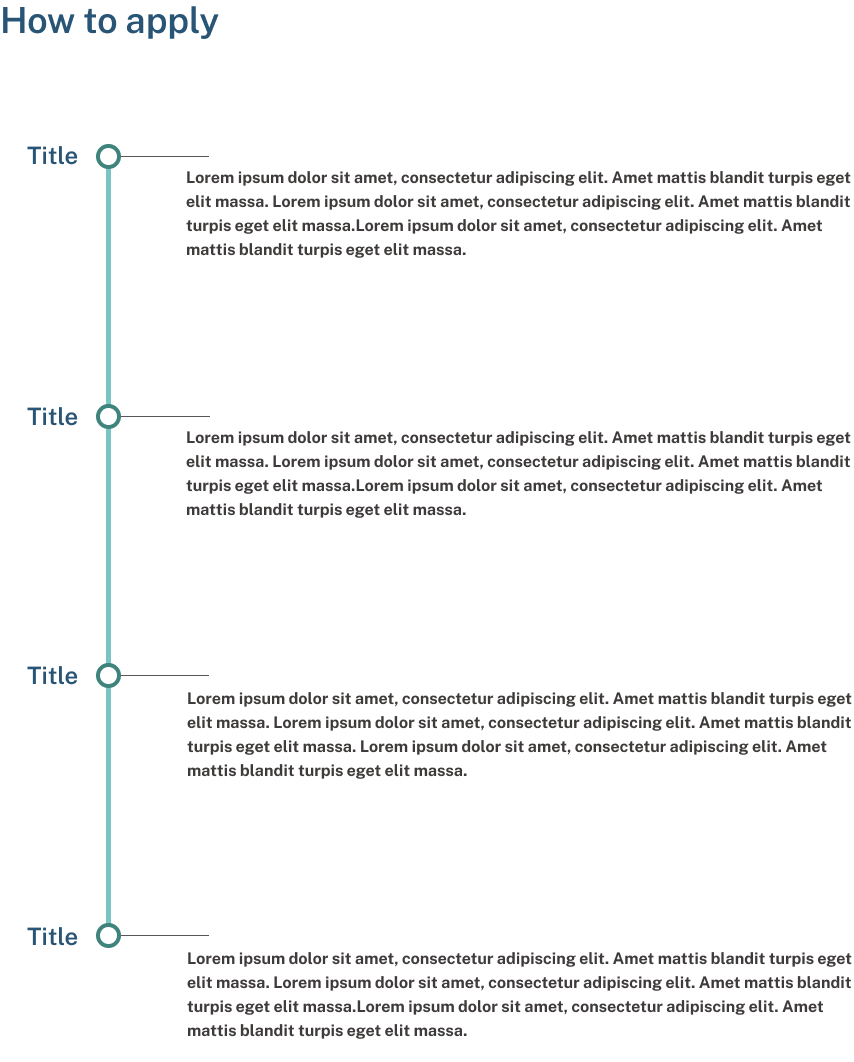 How to apply
Title
Lorem ipsum dolor sit amet, consectetur adipiscing elit. Amet mattis blandit turpis eget
elit massa. Lorem ipsum dolor sit amet, consectetur adipiscing elit. Amet mattis blandit
turpis eget elit massa.Lorem ipsum dolor sit amet, consectetur adipiscing elit. Amet
mattis blandit turpis eget elit massa.
Title
Lorem ipsum dolor sit amet, consectetur adipiscing elit. Amet mattis blandit turpis eget
elit massa. Lorem ipsum dolor sit amet, consectetur adipiscing elit. Amet mattis blandit
turpis eget elit massa.Lorem ipsum dolor sit amet, consectetur adipiscing elit. Amet
mattis blandit turpis eget elit massa.
Title
Lorem ipsum dolor sit amet, consectetur adipiscing elit. Amet mattis blandit turpis eget
elit massa. Lorem ipsum dolor sit amet, consectetur adipiscing elit. Amet mattis blandit
turpis eget elit massa. Lorem ipsum dolor sit amet, consectetur adipiscing elit. Amet
mattis blandit turpis eget elit massa.
Title
Lorem ipsum dolor sit amet, consectetur adipiscing elit. Amet mattis blandit turpis eget
elit massa. Lorem ipsum dolor sit amet, consectetur adipiscing elit. Amet mattis blandit
turpis eget elit massa.Lorem ipsum dolor sit amet, consectetur adipiscing elit. Amet
mattis blandit turpis eget elit massa.